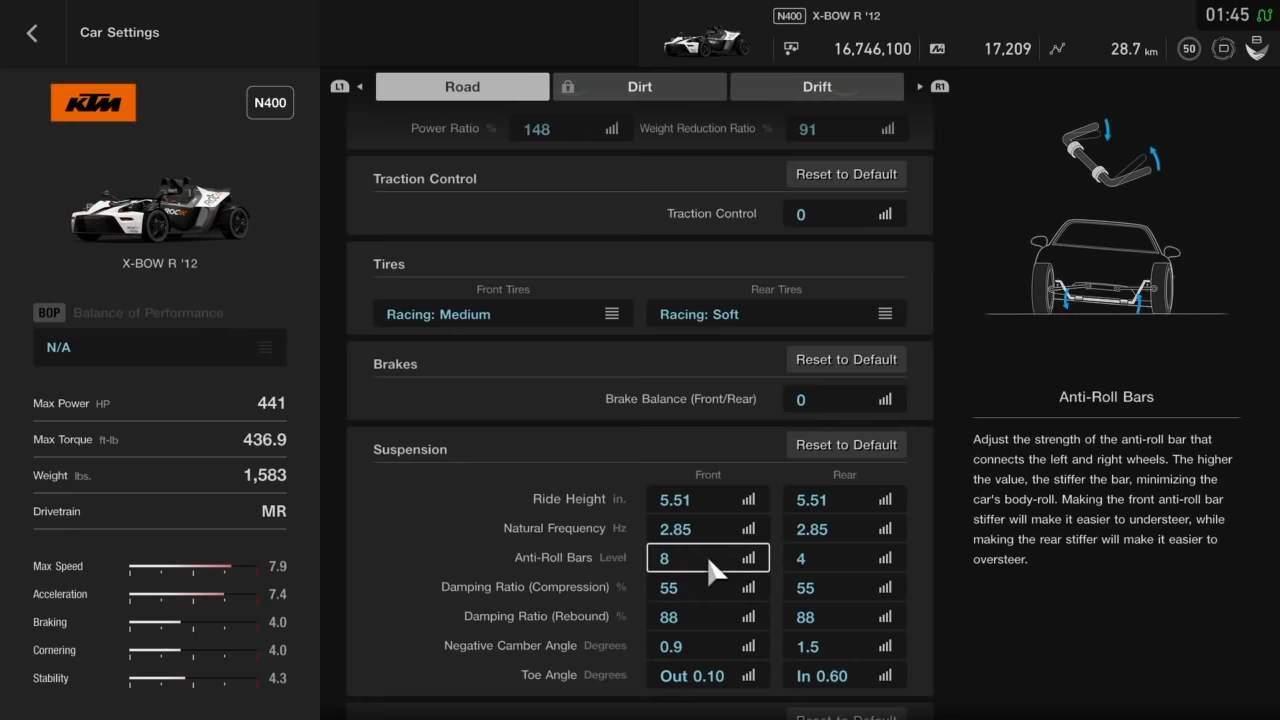 Car Settings
N400 X-BOW R '12
16,746,100 17,209 28.7 km 50 B
01:45
KTM
N400
X-BOW R '12
BOP Balance of Performance
N/A
Max Power HP 441
Max Torque ft-lb 436.9
Weight lbs. 1,583
Drivetrain MR
Max Speed 7.9
Acceleration 7.4
Braking 4.0
Cornering 4.0
Stability 4.3
L1 Road Dirt Drift R1
Power Ratio % 148 Weight Reduction Ratio % 91
Traction Control Reset to Default
Traction Control 0
Tires
Front Tires Rear Tires
Racing: Medium Racing: Soft
Brakes Reset to Default
Brake Balance (Front/Rear) 0
Suspension Reset to Default
Front Rear
Ride Height in. 5.51 5.51
Natural Frequency Hz 2.85 2.85
Anti-Roll Bars Level 8 4
Damping Ratio (Compression) % 55 55
Damping Ratio (Rebound) % 88 88
Negative Camber Angle Degrees 0.9 1.5
Toe Angle Degrees Out 0.10 In 0.60
Reset to Default
Anti-Roll Bars
Adjust the strength of the anti-roll bar that
connects the left and right wheels. The higher
the value, the stiffer the bar, minimizing the
car's body-roll. Making the front anti-roll bar
stiffer will make it easier to understeer, while
making the rear stiffer will make it easier to
oversteer.